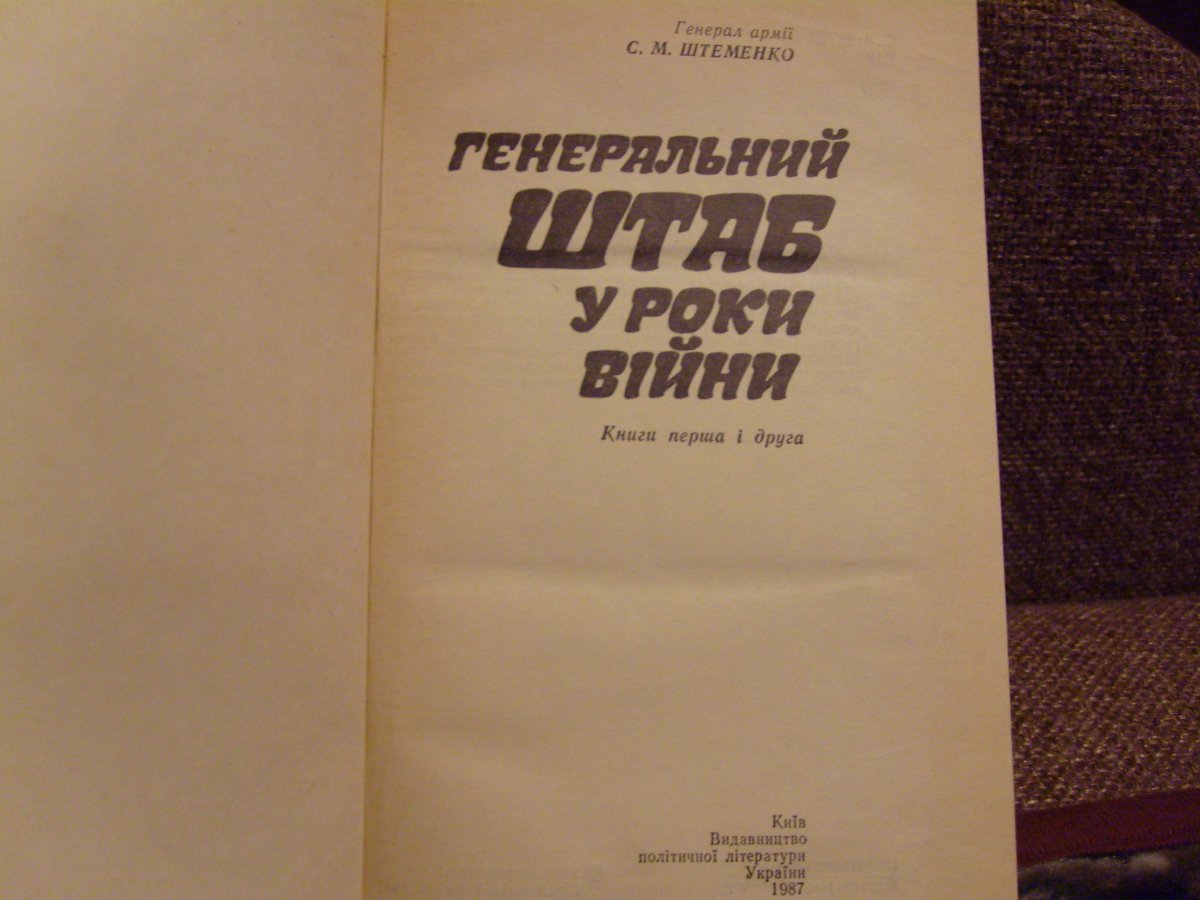 Генерал армії
С. М. ШТЕМЕНКО
ГЕНЕРАЛЬНИЙ
ШТАБ
У РОКИ
ВІЙНИ
Книги перша і друга
Київ
Видавництво
політичної літератури
України
1987